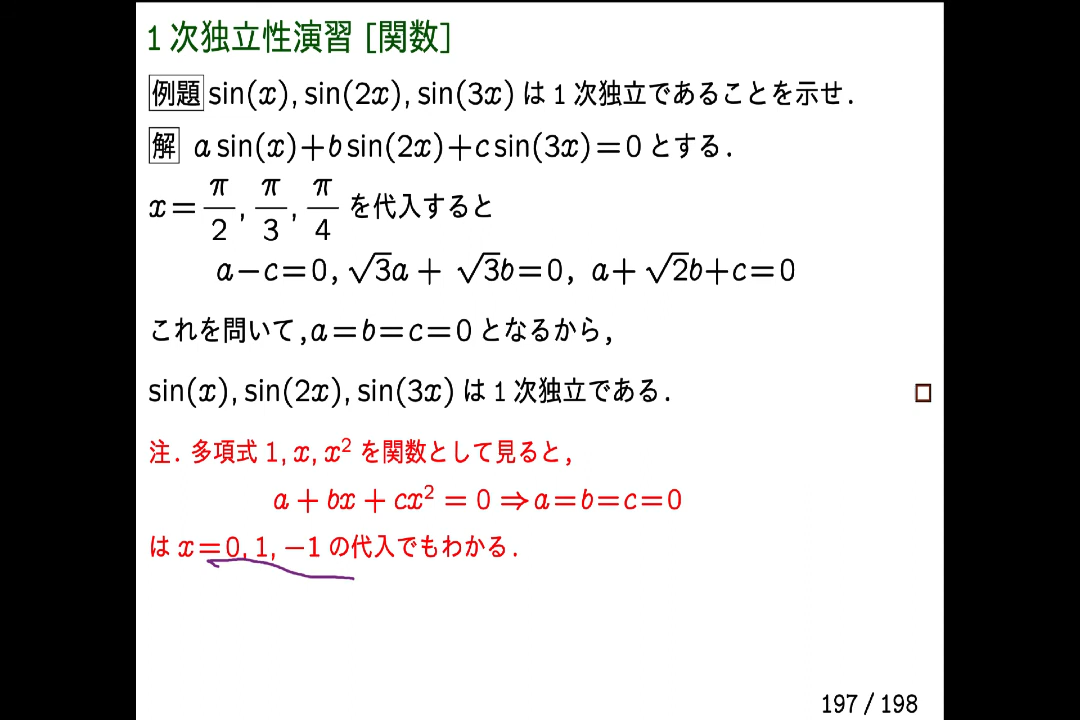 1 次独立性演習 [関数]
例題 sin(x), sin(2x), sin(3x) は 1 次独立であることを示せ.
解 a sin(x)+b sin(2x)+c sin(3x)=0 とする.
x=π/2, π/3, π/4 を代入すると
a−c=0, √3a + √3b=0, a+ √2b+c=0
これを問いて,a=b=c=0 となるから,
sin(x), sin(2x), sin(3x) は 1 次独立である. □
注. 多項式 1, x, x² を関数として見ると,
a + bx + cx² = 0 ⇒ a=b=c=0
は x=0, 1, −1 の代入でもわかる.
197 / 198